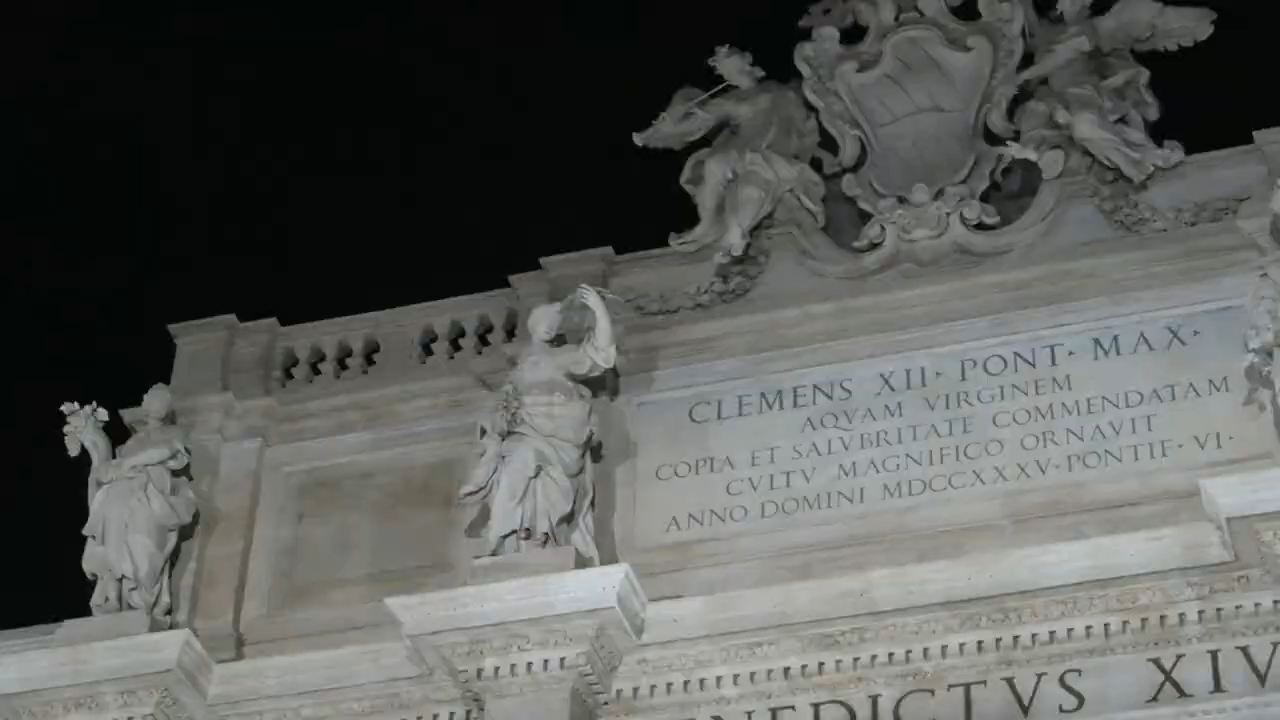 CLEMENS XII· PONT· MAX·
AQVAM VIRGINEM
COPIA ET SALVBRITATE COMMENDATAM
CVLTV MAGNIFICO ORNAVIT
ANNO DOMINI MDCCXXXV·PONTIF·VI·
ENEDICTVS XIV